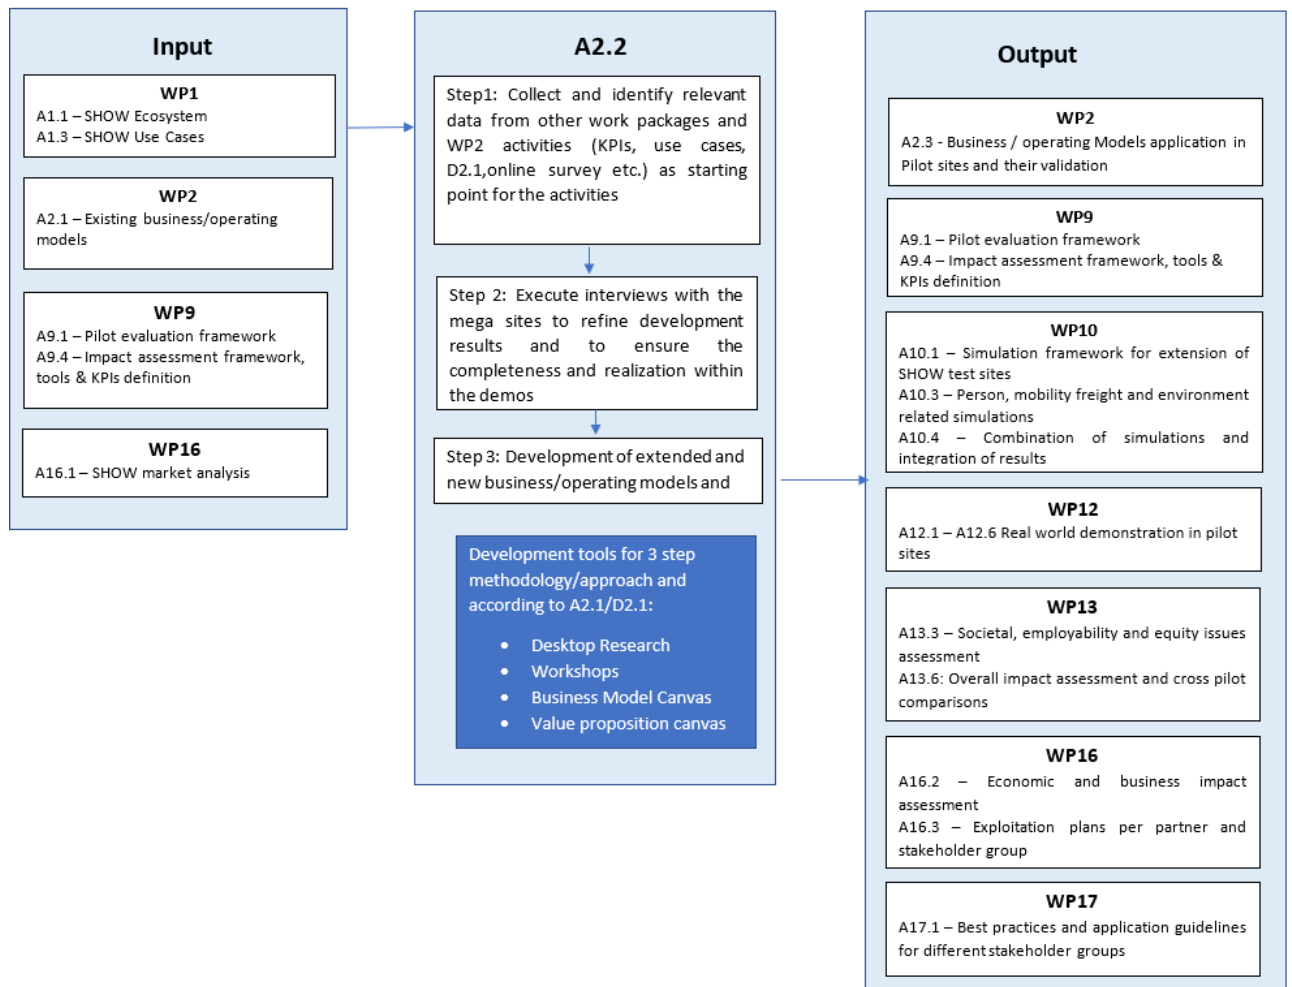 Input
WP1
A1.1 – SHOW Ecosystem
A1.3 – SHOW Use Cases
WP2
A2.1 – Existing business/operating
models
WP9
A9.1 – Pilot evaluation framework
A9.4 – Impact assessment framework,
tools & KPIs definition
WP16
A16.1 – SHOW market analysis
A2.2
Step1: Collect and identify relevant
data from other work packages and
WP2 activities (KPIs, use cases,
D2.1,online survey etc.) as starting
point for the activities
Step 2: Execute interviews with the
mega sites to refine development
results and to ensure the
completeness and realization within
the demos
Step 3: Development of extended and
new business/operating models and
Development tools for 3 step
methodology/approach and
according to A2.1/D2.1:
• Desktop Research
• Workshops
• Business Model Canvas
• Value proposition canvas
Output
WP2
A2.3 - Business / operating Models application in
Pilot sites and their validation
WP9
A9.1 – Pilot evaluation framework
A9.4 – Impact assessment framework, tools &
KPIs definition
WP10
A10.1 – Simulation framework for extension of
SHOW test sites
A10.3 – Person, mobility freight and environment
related simulations
A10.4 – Combination of simulations and
integration of results
WP12
A12.1 – A12.6 Real world demonstration in pilot
sites
WP13
A13.3 – Societal, employability and equity issues
assessment
A13.6: Overall impact assessment and cross pilot
comparisons
WP16
A16.2 – Economic and business impact
assessment
A16.3 – Exploitation plans per partner and
stakeholder group
WP17
A17.1 – Best practices and application guidelines
for different stakeholder groups